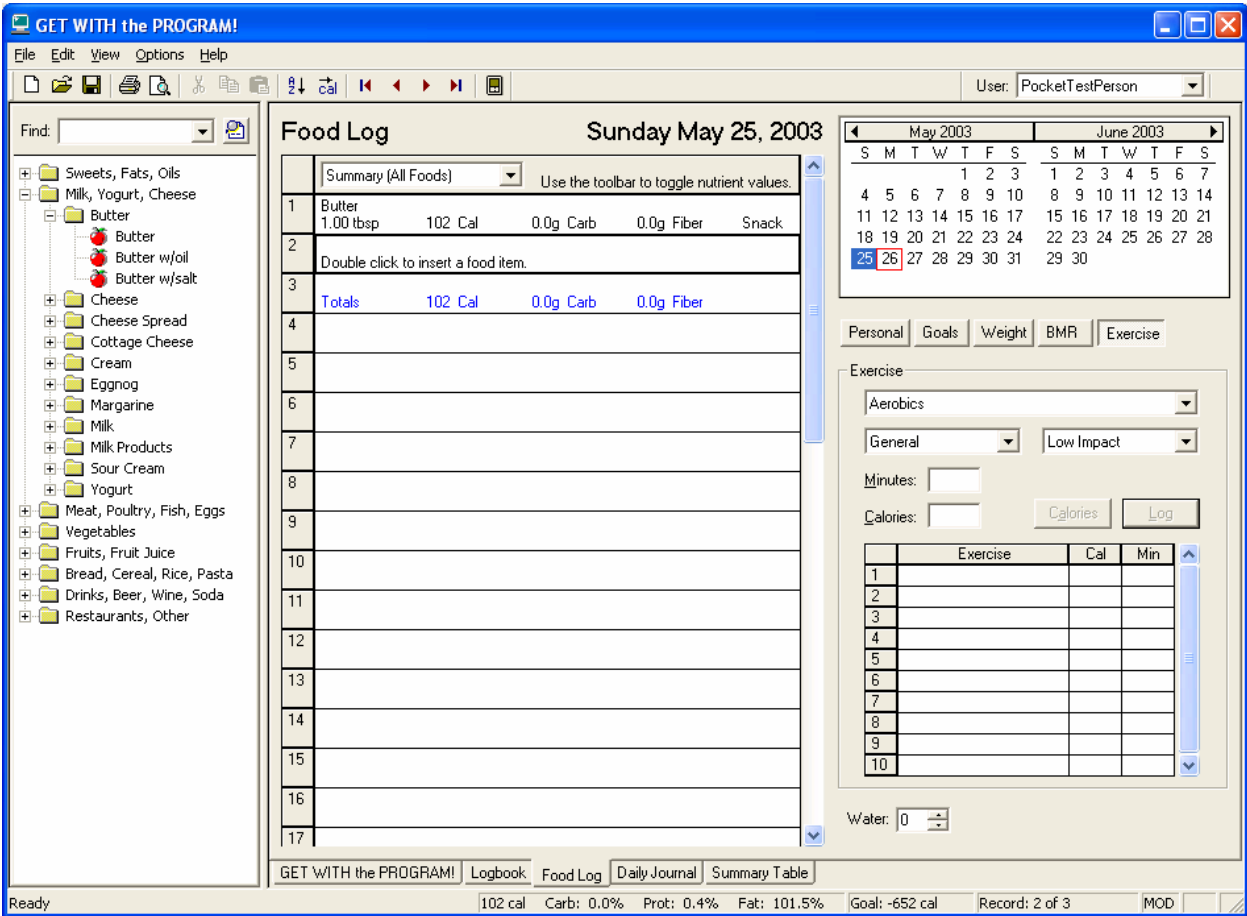 GET WITH the PROGRAM!
File Edit View Options Help
User: PocketTestPerson
Find:
Sweets, Fats, Oils
Milk, Yogurt, Cheese
Butter
Butter
Butter w/oil
Butter w/salt
Cheese
Cheese Spread
Cottage Cheese
Cream
Eggnog
Margarine
Milk
Milk Products
Sour Cream
Yogurt
Meat, Poultry, Fish, Eggs
Vegetables
Fruits, Fruit Juice
Bread, Cereal, Rice, Pasta
Drinks, Beer, Wine, Soda
Restaurants, Other
Food Log Sunday May 25, 2003
Summary (All Foods) Use the toolbar to toggle nutrient values.
1 Butter
1.00 tbsp 102 Cal 0.0g Carb 0.0g Fiber Snack
2
Double click to insert a food item.
3
Totals 102 Cal 0.0g Carb 0.0g Fiber
4
5
6
7
8
9
10
11
12
13
14
15
16
17
May 2003 June 2003
S M T W T F S S M T W T F S
1 2 3 1 2 3 4 5 6 7
4 5 6 7 8 9 10 8 9 10 11 12 13 14
11 12 13 14 15 16 17 15 16 17 18 19 20 21
18 19 20 21 22 23 24 22 23 24 25 26 27 28
25 26 27 28 29 30 31 29 30
Personal Goals Weight BMR Exercise
Exercise
Aerobics
General Low Impact
Minutes:
Calories: Calories Log
Exercise Cal Min
1
2
3
4
5
6
7
8
9
10
Water: 0
GET WITH the PROGRAM! Logbook Food Log Daily Journal Summary Table
Ready 102 cal Carb: 0.0% Prot: 0.4% Fat: 101.5% Goal: -652 cal Record: 2 of 3 MOD